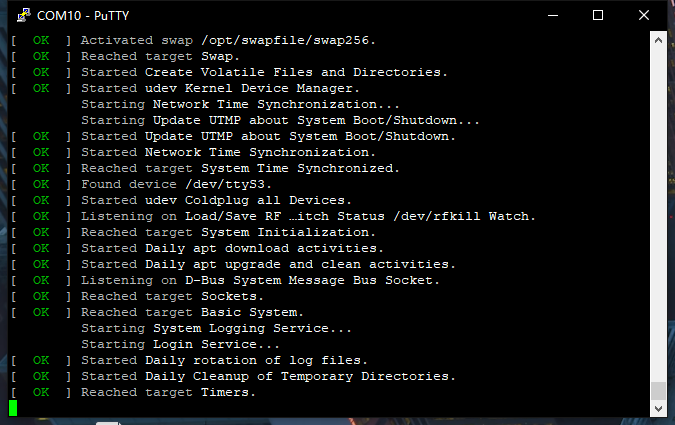 COM10 - PuTTY
[  OK  ] Activated swap /opt/swapfile/swap256.
[  OK  ] Reached target Swap.
[  OK  ] Started Create Volatile Files and Directories.
[  OK  ] Started udev Kernel Device Manager.
         Starting Network Time Synchronization...
         Starting Update UTMP about System Boot/Shutdown...
[  OK  ] Started Update UTMP about System Boot/Shutdown.
[  OK  ] Started Network Time Synchronization.
[  OK  ] Reached target System Time Synchronized.
[  OK  ] Found device /dev/ttyS3.
[  OK  ] Started udev Coldplug all Devices.
[  OK  ] Listening on Load/Save RF …itch Status /dev/rfkill Watch.
[  OK  ] Reached target System Initialization.
[  OK  ] Started Daily apt download activities.
[  OK  ] Started Daily apt upgrade and clean activities.
[  OK  ] Listening on D-Bus System Message Bus Socket.
[  OK  ] Reached target Sockets.
[  OK  ] Reached target Basic System.
         Starting System Logging Service...
         Starting Login Service...
[  OK  ] Started Daily rotation of log files.
[  OK  ] Started Daily Cleanup of Temporary Directories.
[  OK  ] Reached target Timers.